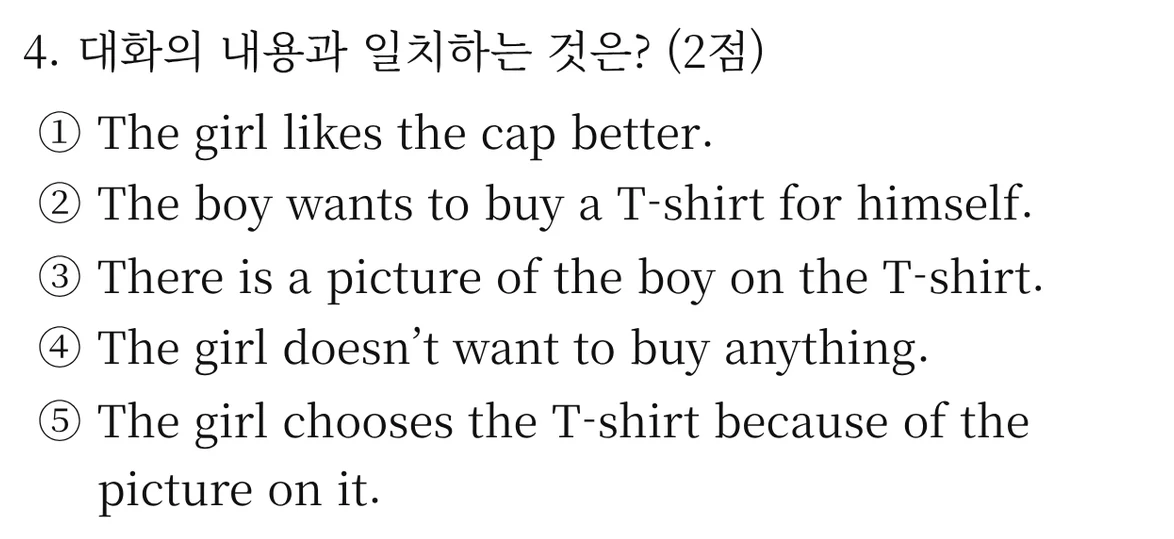 4. 대화의 내용과 일치하는 것은? (2점)
① The girl likes the cap better.
② The boy wants to buy a T-shirt for himself.
③ There is a picture of the boy on the T-shirt.
④ The girl doesn’t want to buy anything.
⑤ The girl chooses the T-shirt because of the
picture on it.